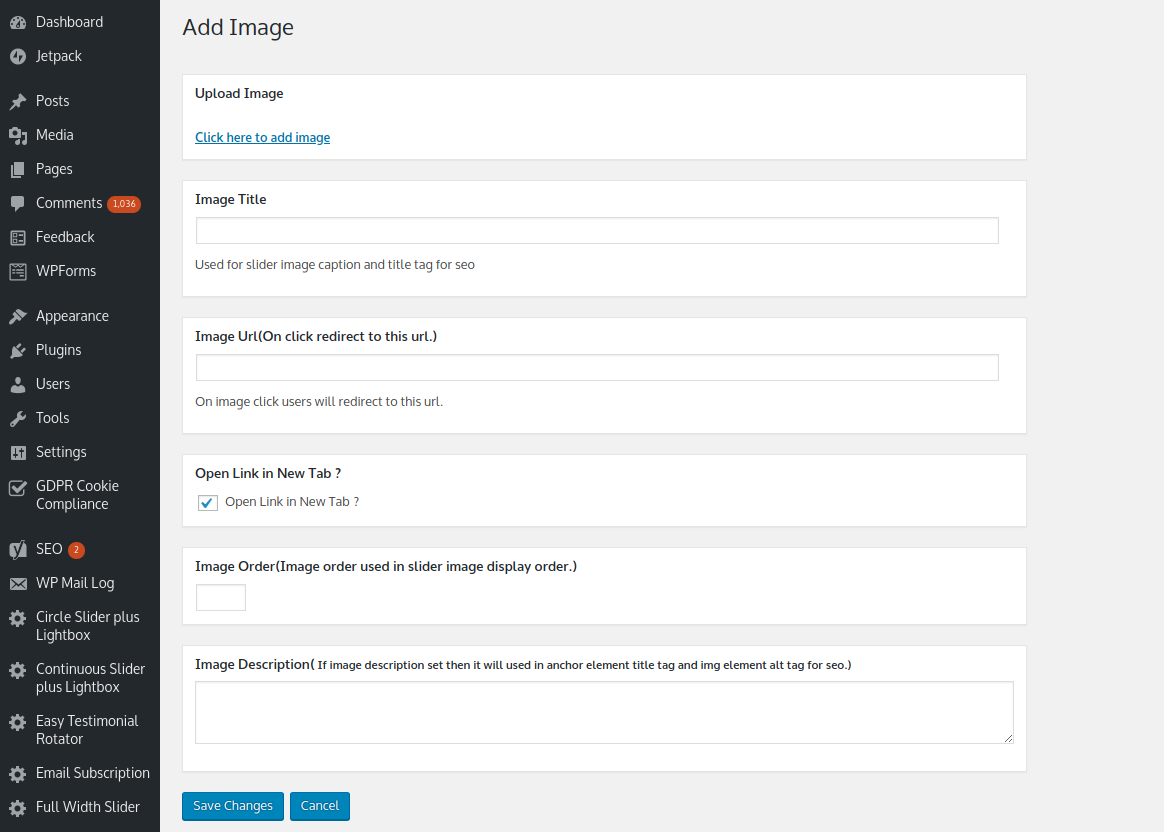 Dashboard
Jetpack
Posts
Media
Pages
Comments 1,036
Feedback
WPForms
Appearance
Plugins
Users
Tools
Settings
GDPR Cookie
Compliance
SEO 2
WP Mail Log
Circle Slider plus
Lightbox
Continuous Slider
plus Lightbox
Easy Testimonial
Rotator
Email Subscription
Full Width Slider
Add Image
Upload Image
Click here to add image
Image Title
Used for slider image caption and title tag for seo
Image Url(On click redirect to this url.)
On image click users will redirect to this url.
Open Link in New Tab ?
Open Link in New Tab ?
Image Order(Image order used in slider image display order.)
Image Description( If image description set then it will used in anchor element title tag and img element alt tag for seo.)
Save Changes
Cancel